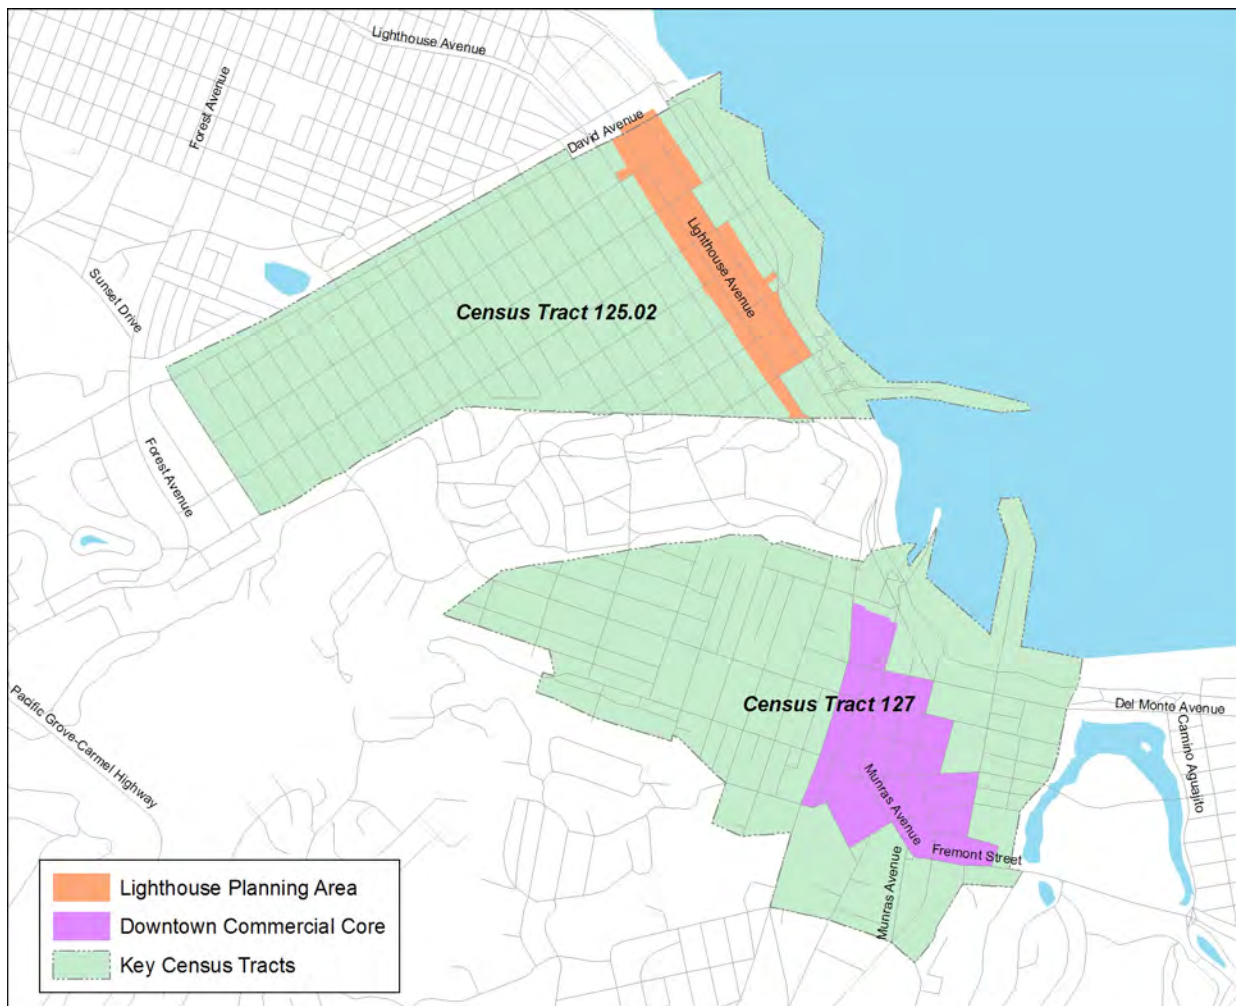 Lighthouse Avenue
Forest Avenue
David Avenue
Lighthouse Avenue
Sunset Drive
Census Tract 125.02
Forest Avenue
Census Tract 127
Del Monte Avenue
Camino Aguajito
Pacific Grove-Carmel Highway
Munras Avenue
Fremont Street
Munras Avenue
Lighthouse Planning Area
Downtown Commercial Core
Key Census Tracts